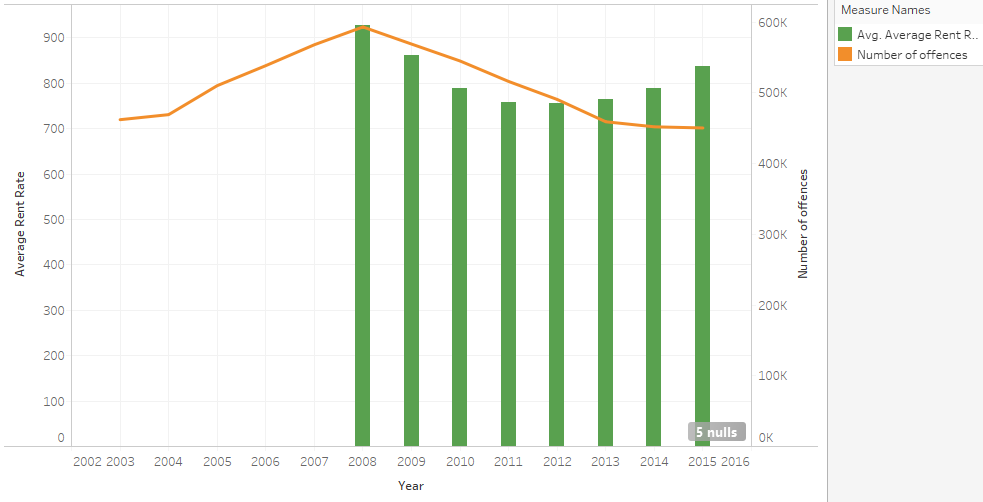 Measure Names
Avg. Average Rent R..
Number of offences
900
800
700
600
500
400
300
200
100
0
Average Rent Rate
600K
500K
400K
300K
200K
100K
0K
Number of offences
5 nulls
2002 2003 2004 2005 2006 2007 2008 2009 2010 2011 2012 2013 2014 2015 2016
Year